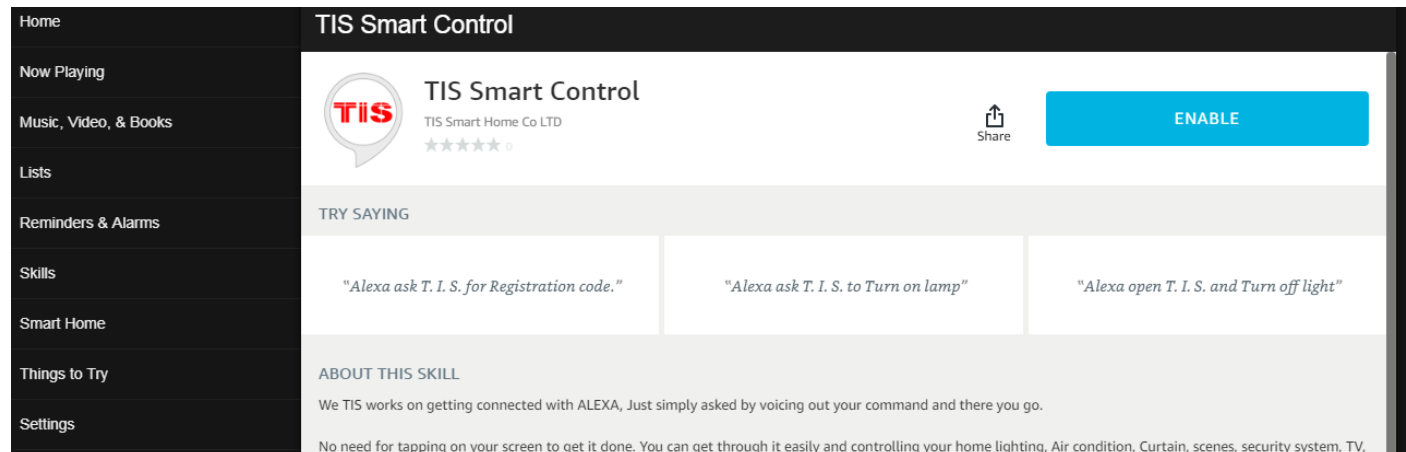 Home
Now Playing
Music, Video, & Books
Lists
Reminders & Alarms
Skills
Smart Home
Things to Try
Settings
TIS Smart Control
TIS
TIS Smart Control
TIS Smart Home Co LTD
0
Share
ENABLE
TRY SAYING
"Alexa ask T. I. S. for Registration code."
"Alexa ask T. I. S. to Turn on lamp"
"Alexa open T. I. S. and Turn off light"
ABOUT THIS SKILL
We TIS works on getting connected with ALEXA, Just simply asked by voicing out your command and there you go.
No need for tapping on your screen to get it done. You can get through it easily and controlling your home lighting, Air condition, Curtain, scenes, security system, TV,